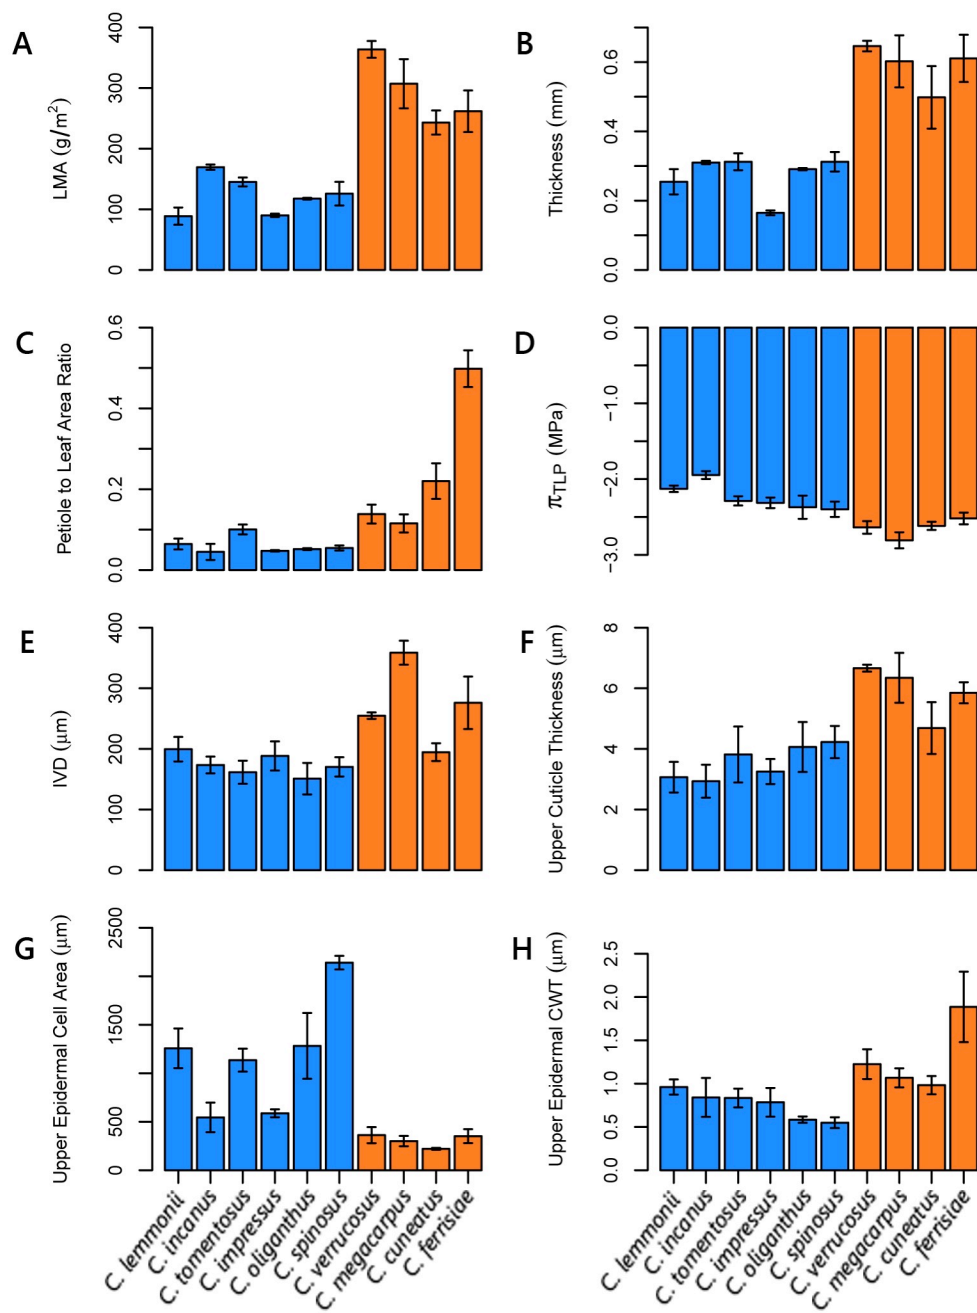 A
LMA (g/m²)
0
100
200
300
400
B
Thickness (mm)
0.0
0.2
0.4
0.6
C
Petiole to Leaf Area Ratio
0.0
0.2
0.4
0.6
D
πTLP (MPa)
−3.0
−2.0
−1.0
0.0
E
IVD (μm)
0
100
200
300
400
F
Upper Cuticle Thickness (μm)
0
2
4
6
8
G
Upper Epidermal Cell Area (μm)
0
500
1500
2500
H
Upper Epidermal CWT (μm)
0.0
0.5
1.0
1.5
2.0
2.5
C. lemmonii
C. incanus
C. tomentosus
C. impressus
C. oliganthus
C. spinosus
C. verrucosus
C. megacarpus
C. cuneatus
C. ferrisiae
C. lemmonii
C. incanus
C. tomentosus
C. impressus
C. oliganthus
C. spinosus
C. verrucosus
C. megacarpus
C. cuneatus
C. ferrisiae